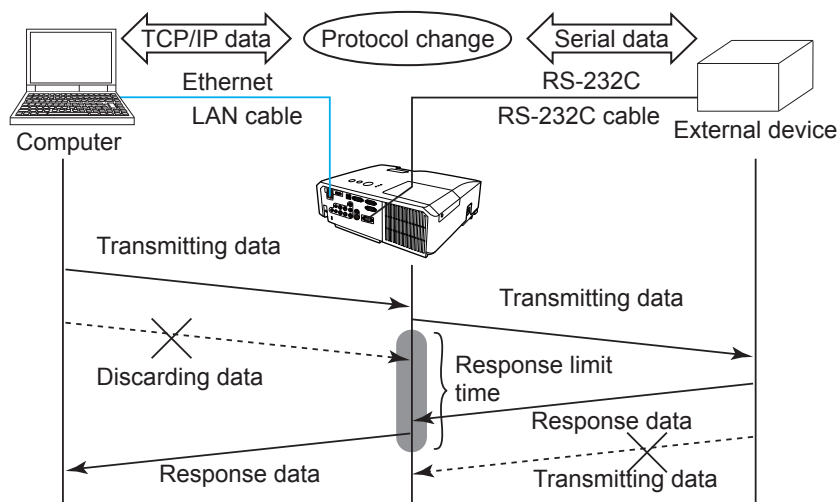 TCP/IP data
Protocol change
Serial data
Ethernet
RS-232C
LAN cable
RS-232C cable
Computer
External device
Transmitting data
Transmitting data
Discarding data
Response limit
time
Response data
Response data
Transmitting data